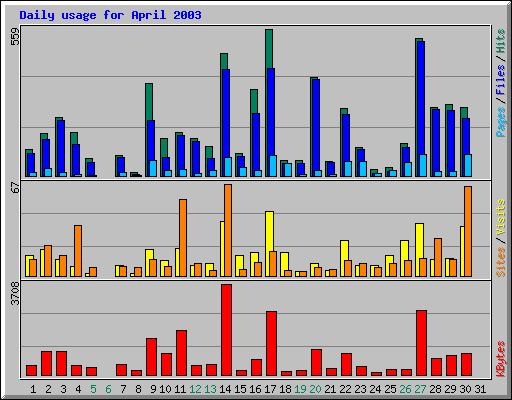 Daily usage for April 2003
559
Pages / Files / Hits
67
Sites / Visits
3708
KBytes
1 2 3 4 5 6 7 8 9 10 11 12 13 14 15 16 17 18 19 20 21 22 23 24 25 26 27 28 29 30 31